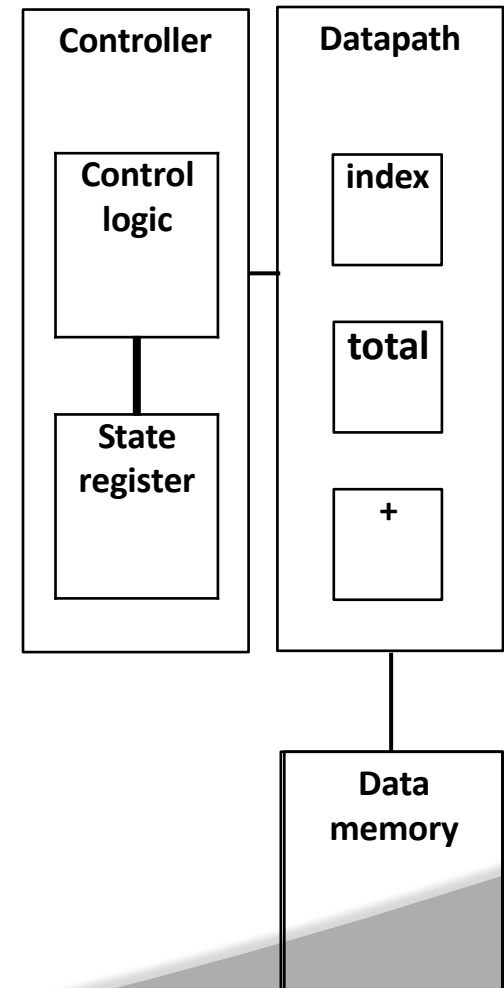 Controller
Control
logic
State
register
Datapath
index
total
+
Data
memory